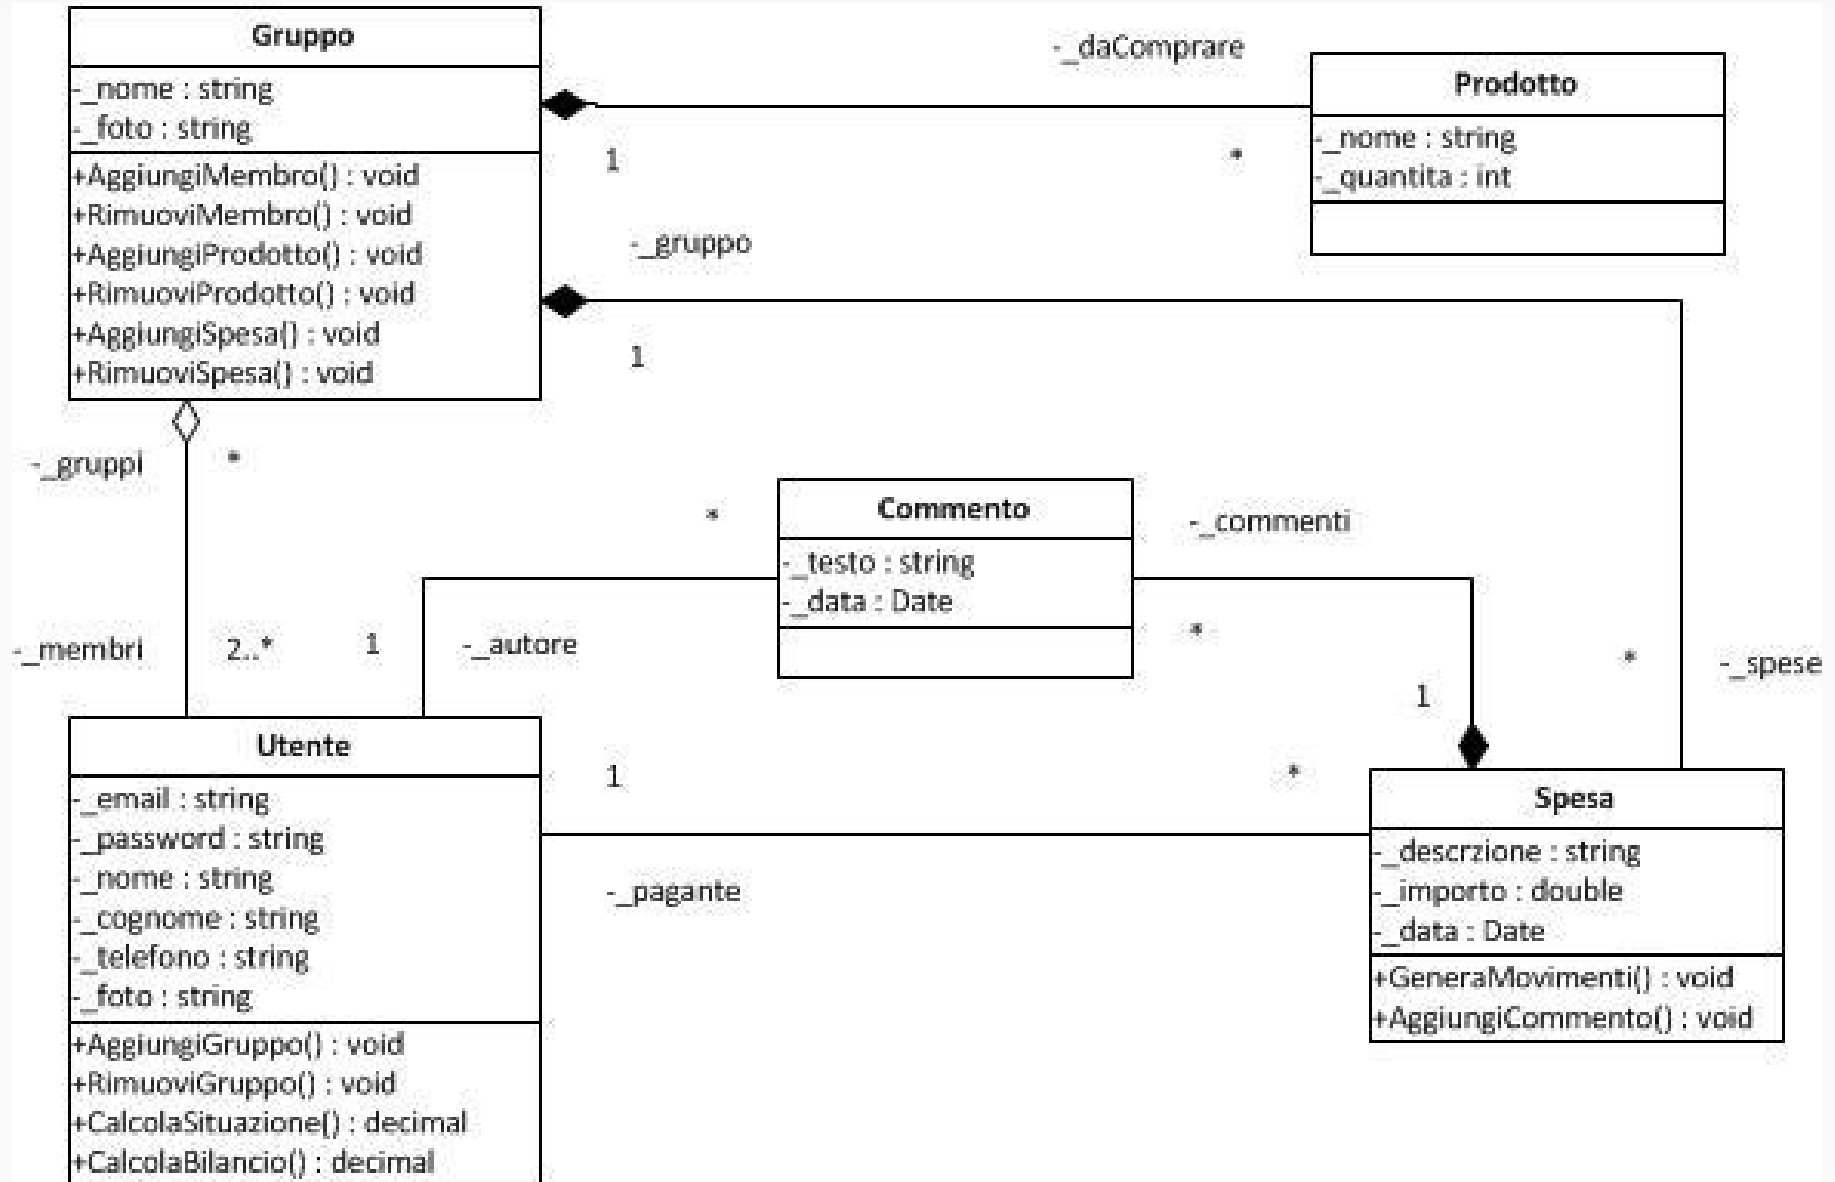 Gruppo
-_nome : string
-_foto : string
+AggiungiMembro() : void
+RimuoviMembro() : void
+AggiungiProdotto() : void
+RimuoviProdotto() : void
+AggiungiSpesa() : void
+RimuoviSpesa() : void
-_daComprare
1
*
Prodotto
-_nome : string
-_quantita : int
-_gruppo
1
-_gruppi
*
-_membri
2..*
1
-_autore
*
Commento
-_testo : string
-_data : Date
-_commenti
*
1
*
-_spese
Utente
-_email : string
-_password : string
-_nome : string
-_cognome : string
-_telefono : string
-_foto : string
+AggiungiGruppo() : void
+RimuoviGruppo() : void
+CalcolaSituazione() : decimal
+CalcolaBilancio() : decimal
1
*
-_pagante
Spesa
-_descrzione : string
-_importo : double
-_data : Date
+GeneraMovimenti() : void
+AggiungiCommento() : void